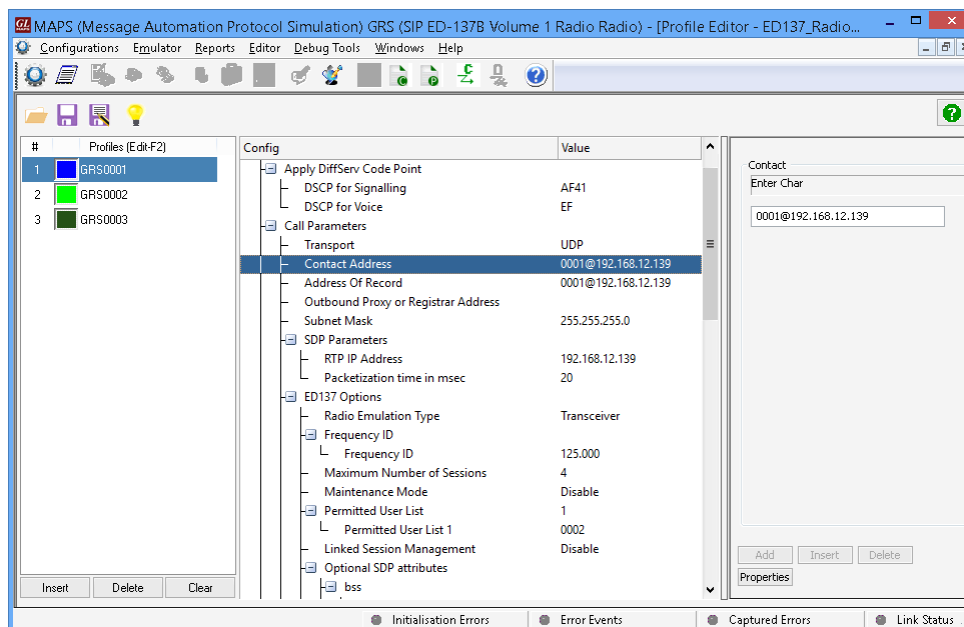 GL MAPS (Message Automation Protocol Simulation) GRS (SIP ED-137B Volume 1 Radio Radio) - [Profile Editor - ED137_Radio...
Configurations Emulator Reports Editor Debug Tools Windows Help
# Profiles (Edit-F2)
1 GRS0001
2 GRS0002
3 GRS0003
Insert Delete Clear
Config Value
Apply DiffServ Code Point
DSCP for Signalling AF41
DSCP for Voice EF
Call Parameters
Transport UDP
Contact Address 0001@192.168.12.139
Address Of Record 0001@192.168.12.139
Outbound Proxy or Registrar Address
Subnet Mask 255.255.255.0
SDP Parameters
RTP IP Address 192.168.12.139
Packetization time in msec 20
ED137 Options
Radio Emulation Type Transceiver
Frequency ID
Frequency ID 125.000
Maximum Number of Sessions 4
Maintenance Mode Disable
Permitted User List 1
Permitted User List 1 0002
Linked Session Management Disable
Optional SDP attributes
bss
Contact
Enter Char
0001@192.168.12.139
Add Insert Delete
Properties
Initialisation Errors Error Events Captured Errors Link Status